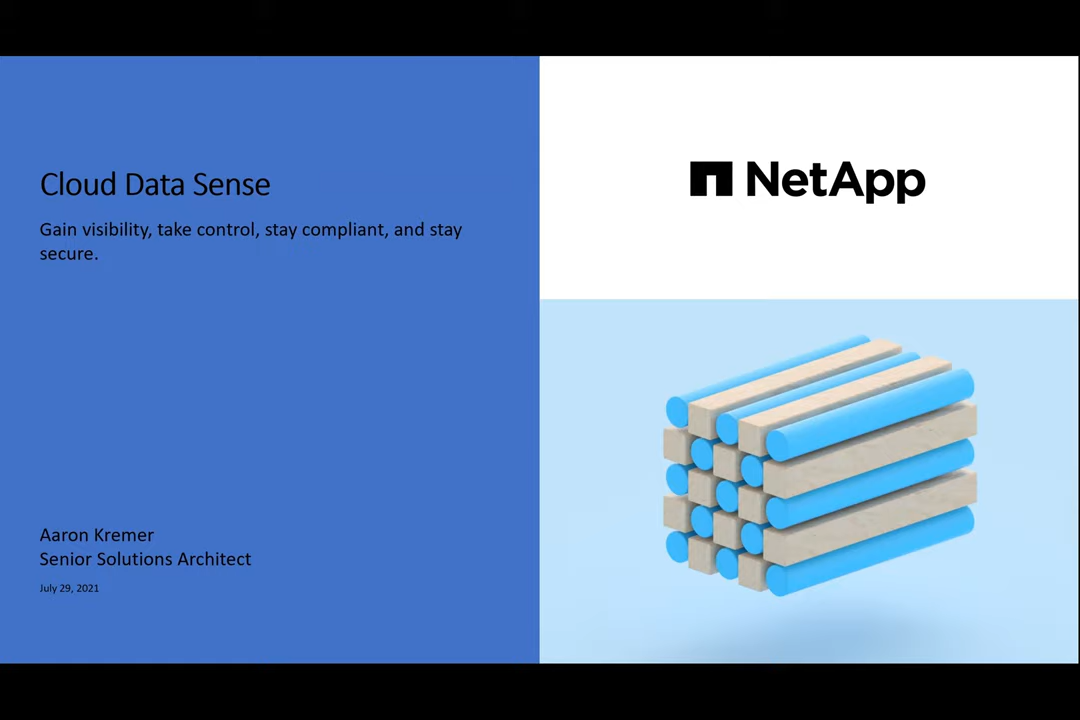 Cloud Data Sense
Gain visibility, take control, stay compliant, and stay
secure.
Aaron Kremer
Senior Solutions Architect
July 29, 2021
NetApp